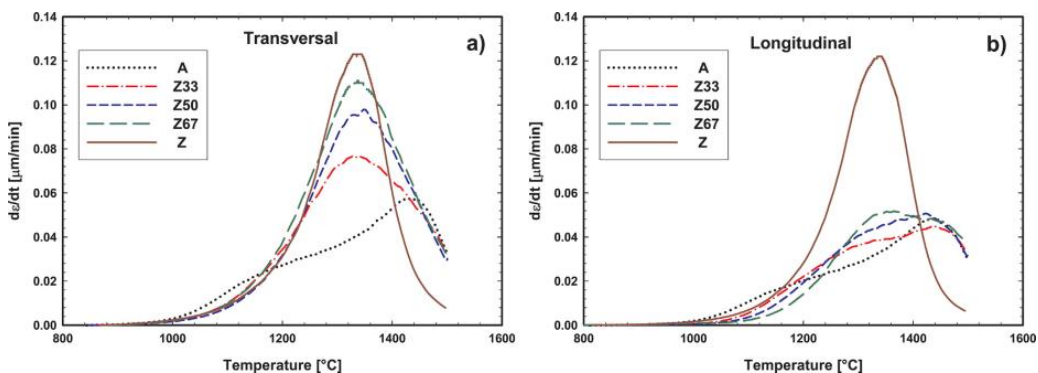 Transversal
a)
A
Z33
Z50
Z67
Z
0.14
0.12
0.10
0.08
0.06
0.04
0.02
0.00
dε/dt [μm/min]
800
1000
1200
1400
1600
Temperature [°C]
Longitudinal
b)
A
Z33
Z50
Z67
Z
0.14
0.12
0.10
0.08
0.06
0.04
0.02
0.00
dε/dt [μm/min]
800
1000
1200
1400
1600
Temperature [°C]